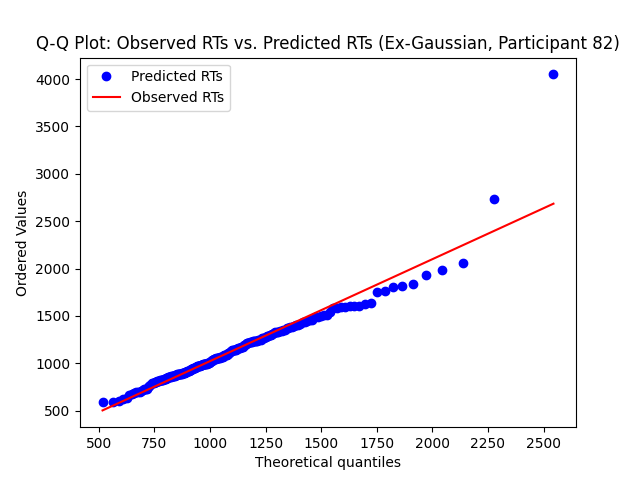 Q-Q Plot: Observed RTs vs. Predicted RTs (Ex-Gaussian, Participant 82)
Predicted RTs
Observed RTs
Ordered Values
4000
3500
3000
2500
2000
1500
1000
500
500 750 1000 1250 1500 1750 2000 2250 2500
Theoretical quantiles